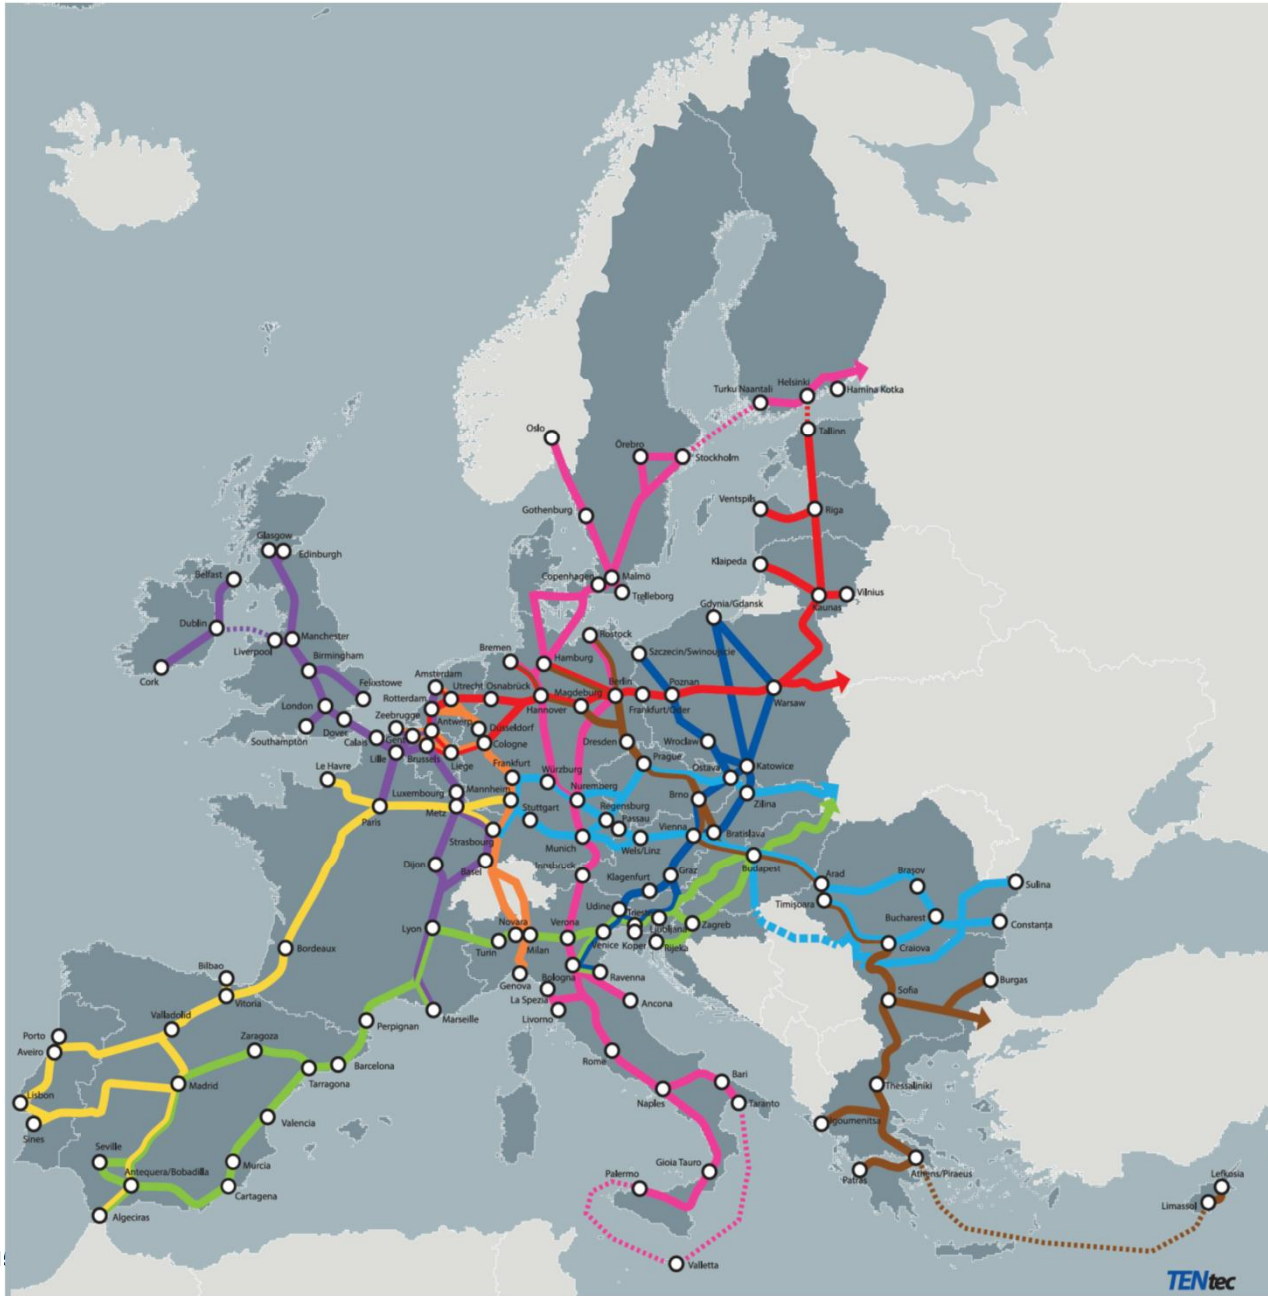 Helsinki
Turku Naantali
Hamina Kotka
Tallinn
Oslo
Örebro
Stockholm
Ventspils
Riga
Gothenburg
Glasgow
Edinburgh
Klaipeda
Belfast
Copenhagen
Malmö
Trelleborg
Kaunas
Vilnius
Gdynia/Gdansk
Dublin
Liverpool
Manchester
Rostock
Cork
Birmingham
Bremen
Hamburg
Szczecin/Swinoujscie
Felixstowe
Amsterdam
Utrecht
Osnabrück
Magdeburg
Berlin
Poznan
London
Rotterdam
Hannover
Frankfurt/Oder
Warsaw
Southampton
Dover
Zeebrugge
Antwerp
Düsseldorf
Calais
Gent
Cologne
Dresden
Wroclaw
Lille
Brussels
Liege
Prague
Ostava
Katowice
Le Havre
Frankfurt
Würzburg
Luxembourg
Mannheim
Nuremberg
Brno
Zilina
Paris
Metz
Stuttgart
Regensburg
Passau
Strasbourg
Munich
Wels/Linz
Vienna
Bratislava
Dijon
Basel
Innsbruck
Klagenfurt
Graz
Budapest
Arad
Braşov
Sulina
Timişoara
Udine
Trieste
Ljubljana
Zagreb
Bucharest
Constanţa
Lyon
Novara
Verona
Turin
Milan
Venice
Koper
Rijeka
Craiova
Bordeaux
Bilbao
Genova
Bologna
Ravenna
Burgas
Vitoria
La Spezia
Ancona
Sofia
Livorno
Marseille
Valladolid
Perpignan
Porto
Aveiro
Zaragoza
Rome
Barcelona
Tarragona
Madrid
Bari
Thessaliniki
Lisbon
Naples
Taranto
Sines
Valencia
Igoumenitsa
Seville
Murcia
Antequera/Bobadilla
Gioia Tauro
Palermo
Patras
Athens/Piraeus
Lefkosia
Cartagena
Limassol
Algeciras
Valletta
TENtec